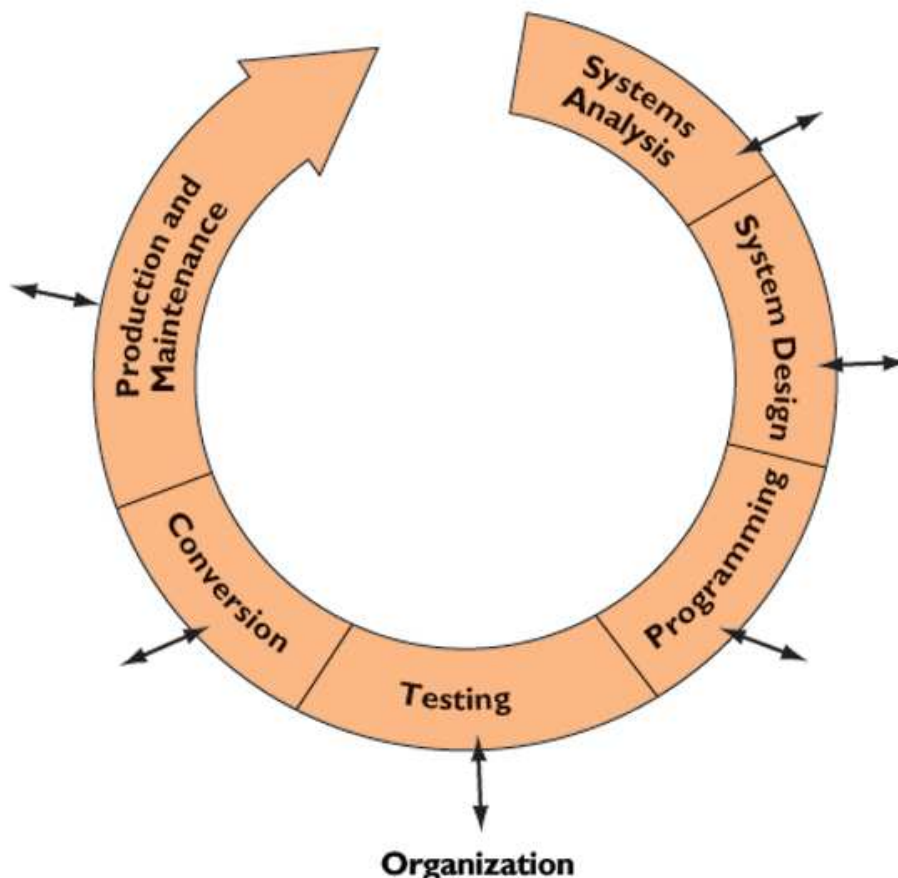 Systems
Analysis
System Design
Programming
Testing
Conversion
Production and
Maintenance
Organization